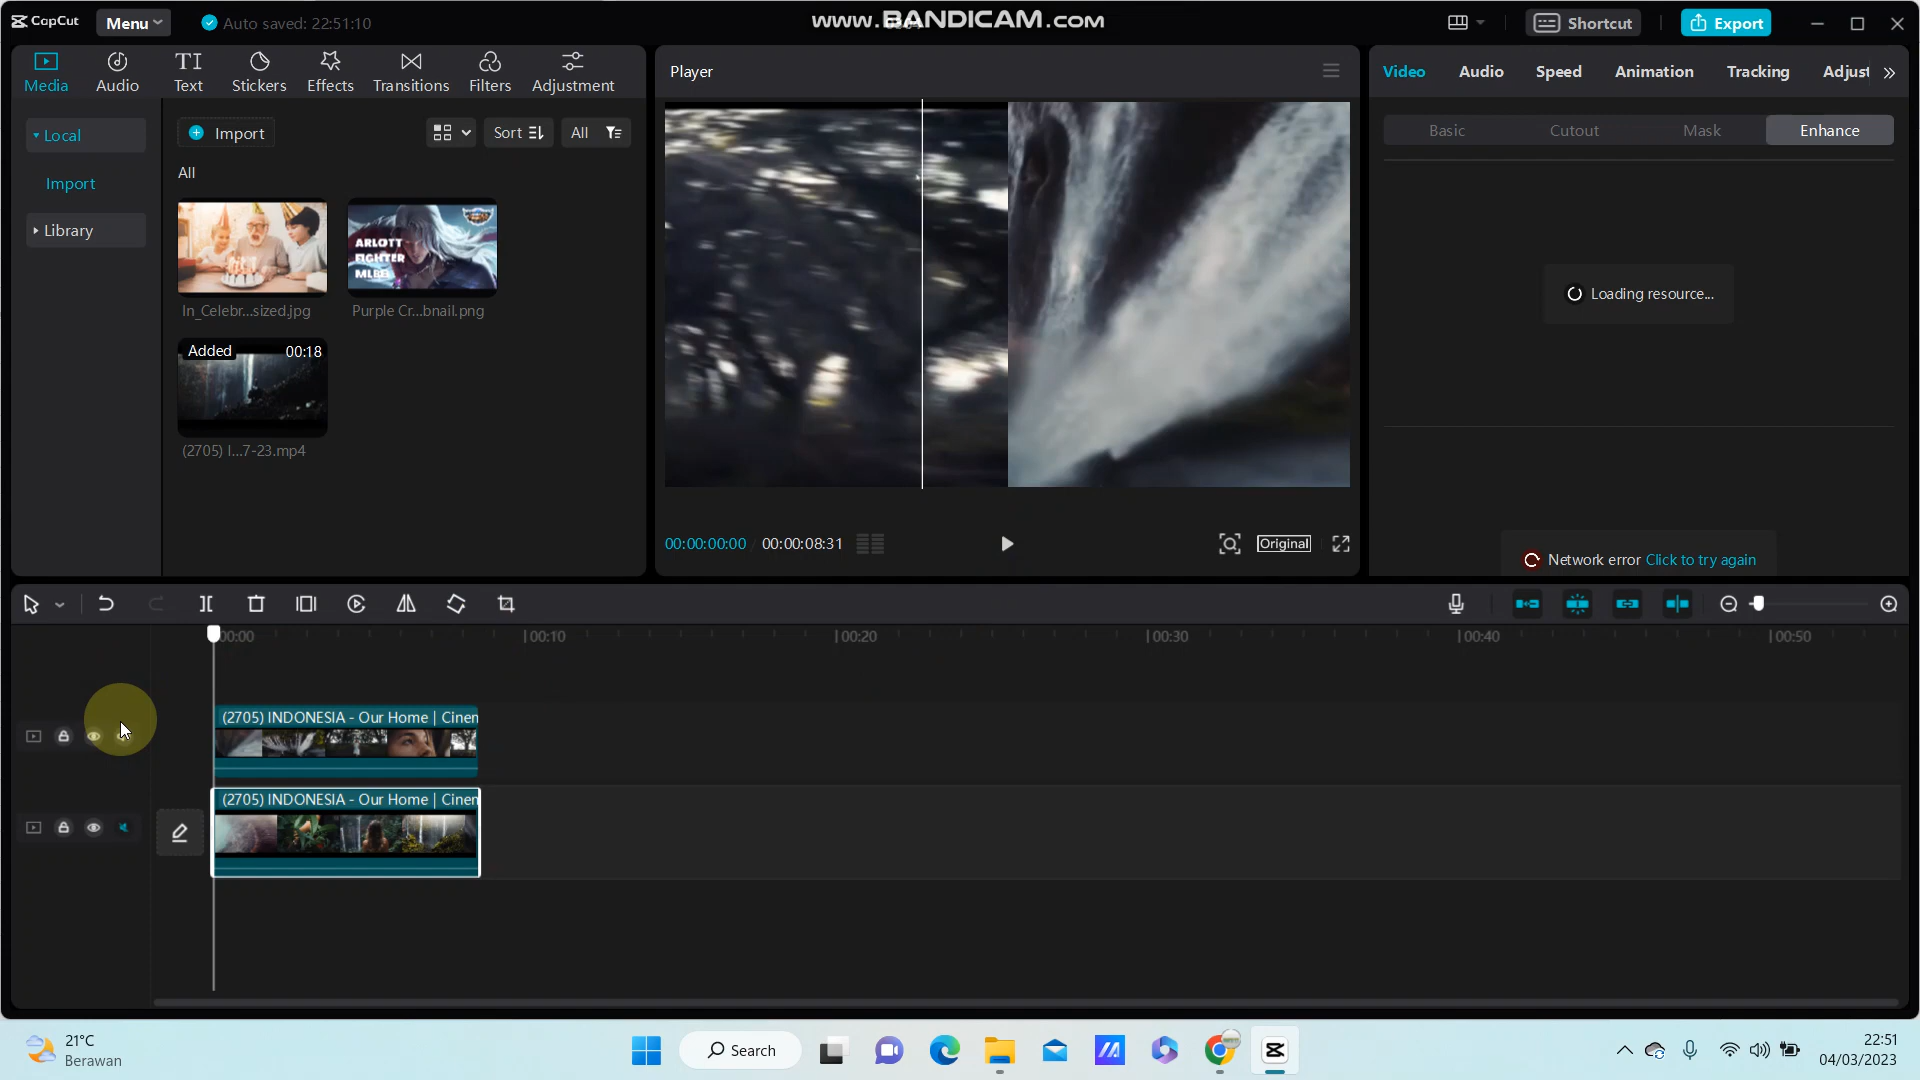 CapCut
Menu
Auto saved: 22:51:10
www.BANDICAM.com
Shortcut
Export
Media
Audio
Text
Stickers
Effects
Transitions
Filters
Adjustment
Player
Video
Audio
Speed
Animation
Tracking
Adjust
Local
Import
Library
Import
Sort
All
All
In_Celebr...sized.jpg
ARLOTT
FIGHTER
MLBB
Purple Cr...bnail.png
Added 00:18
(2705) I...7-23.mp4
Basic
Cutout
Mask
Enhance
Loading resource...
Network error Click to try again
00:00:00:00 / 00:00:08:31
Original
00:00
00:10
00:20
00:30
00:40
00:50
(2705) INDONESIA - Our Home | Cinem
(2705) INDONESIA - Our Home | Cinem
21°C
Berawan
Search
22:51
04/03/2023